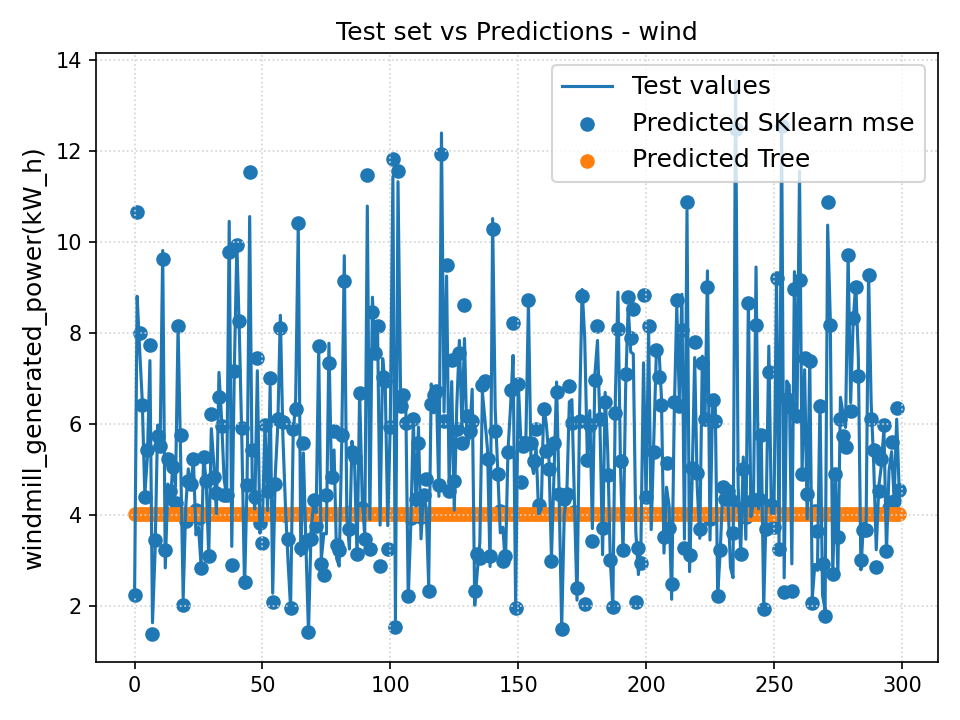 Test set vs Predictions - wind
windmill_generated_power(kW_h)
14
12
10
8
6
4
2
Test values
Predicted SKlearn mse
Predicted Tree
0 50 100 150 200 250 300